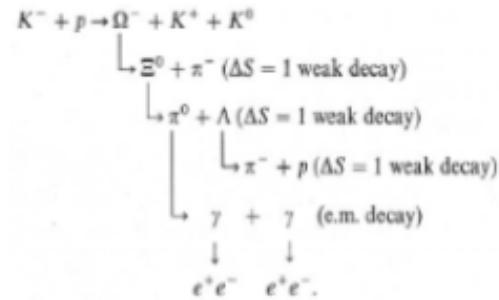 K⁻ + p → Ω⁻ + K⁺ + K⁰
Ξ⁰ + π⁻ (ΔS = 1 weak decay)
π⁰ + Λ (ΔS = 1 weak decay)
π⁻ + p (ΔS = 1 weak decay)
γ + γ (e.m. decay)
↓ ↓
e⁺e⁻ e⁺e⁻.